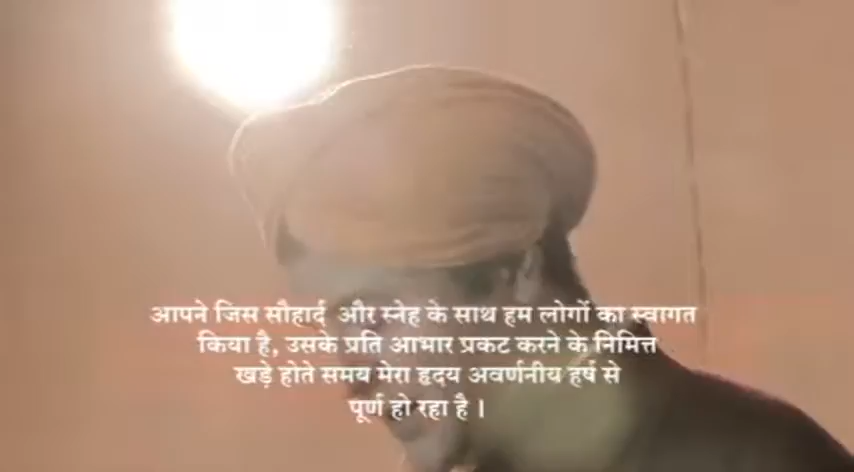 आपने जिस सौहार्द और स्नेह के साथ हम लोगों का स्वागत
किया है, उसके प्रति आभार प्रकट करने के निमित्त
खड़े होते समय मेरा हृदय अवर्णनीय हर्ष से
पूर्ण हो रहा है ।